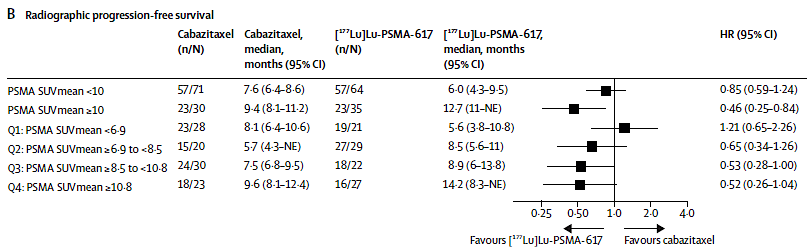 B Radiographic progression-free survival
Cabazitaxel (n/N) Cabazitaxel, median, months (95% CI) [¹⁷⁷Lu]Lu-PSMA-617 (n/N) [¹⁷⁷Lu]Lu-PSMA-617, median, months (95% CI) HR (95% CI)
PSMA SUVmean <10 57/71 7·6 (6·4–8·6) 57/64 6·0 (4·3–9·5) 0·85 (0·59–1·24)
PSMA SUVmean ≥10 23/30 9·4 (8·1–11·2) 23/35 12·7 (11–NE) 0·46 (0·25–0·84)
Q1: PSMA SUVmean <6·9 23/28 8·1 (6·4–10·6) 19/21 5·6 (3·8–10·8) 1·21 (0·65–2·26)
Q2: PSMA SUVmean ≥6·9 to <8·5 15/20 5·7 (4·3–NE) 27/29 8·5 (5·6–11) 0·65 (0·34–1·26)
Q3: PSMA SUVmean ≥8·5 to <10·8 24/30 7·5 (6·8–9·5) 18/22 8·9 (6–13·8) 0·53 (0·28–1·00)
Q4: PSMA SUVmean ≥10·8 18/23 9·6 (8·1–12·4) 16/27 14·2 (8·3–NE) 0·52 (0·26–1·04)
0·25 0·50 1·0 2·0 4·0
Favours [¹⁷⁷Lu]Lu-PSMA-617 Favours cabazitaxel